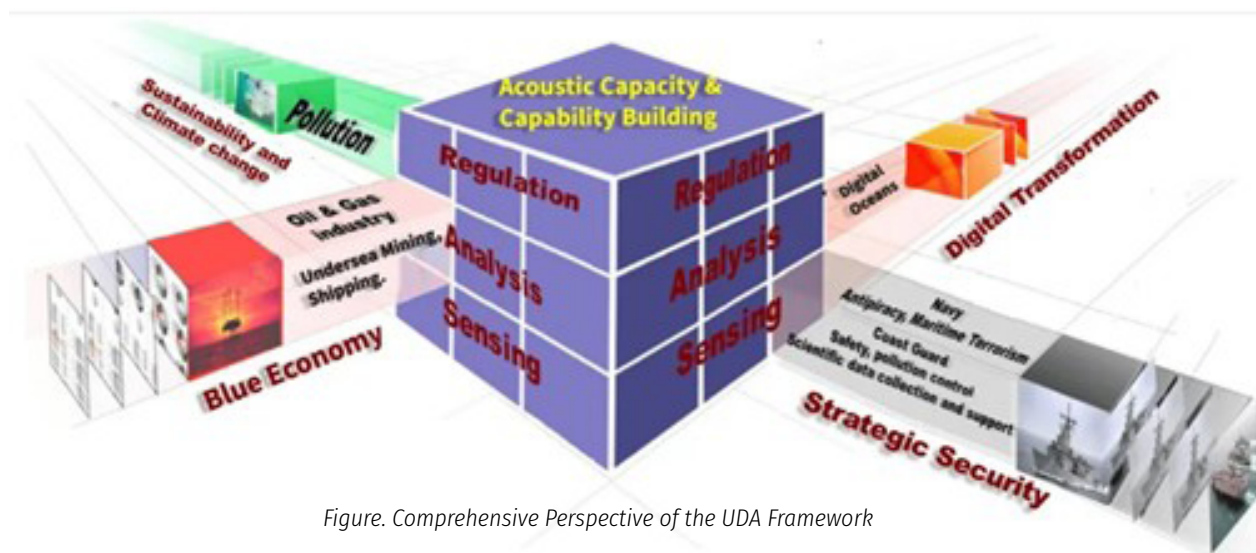 Acoustic Capacity &
Capability Building
Regulation
Analysis
Sensing
Regulation
Analysis
Sensing
Pollution
Sustainability and
Climate change
Oil & Gas
industry
Undersea Mining,
Shipping.
Blue Economy
Digital
Oceans
Digital Transformation
Navy
Antipiracy, Maritime Terrorism
Coast Guard
Safety, pollution control
Scientific data collection and support
Strategic Security
Figure. Comprehensive Perspective of the UDA Framework